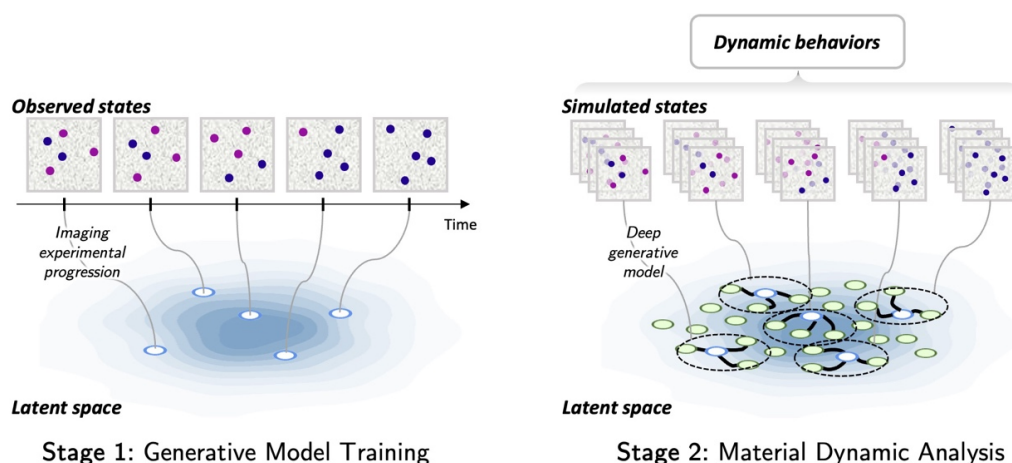 Observed states
Time
Imaging
experimental
progression
Latent space
Stage 1: Generative Model Training
Dynamic behaviors
Simulated states
Deep
generative
model
Latent space
Stage 2: Material Dynamic Analysis